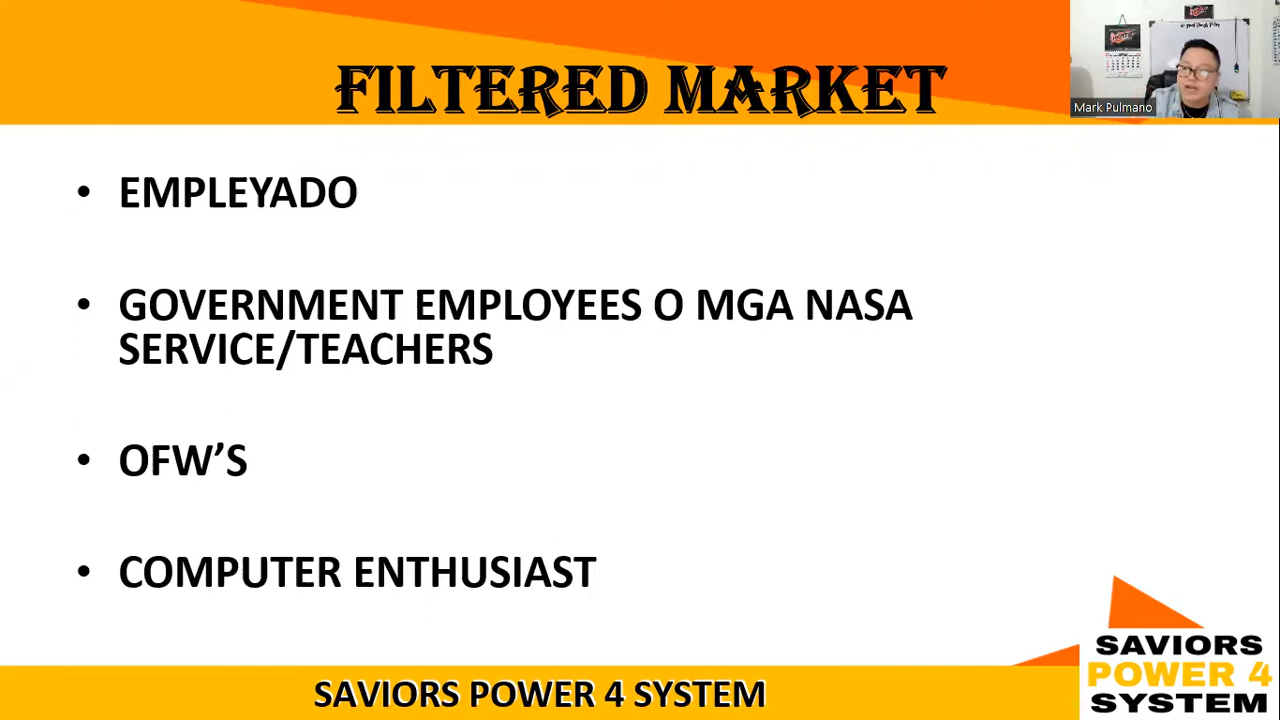 FILTERED MARKET
Mark Pulmano
• EMPLEYADO
• GOVERNMENT EMPLOYEES O MGA NASA
SERVICE/TEACHERS
• OFW’S
• COMPUTER ENTHUSIAST
SAVIORS POWER 4 SYSTEM
SAVIORS
POWER 4
SYSTEM